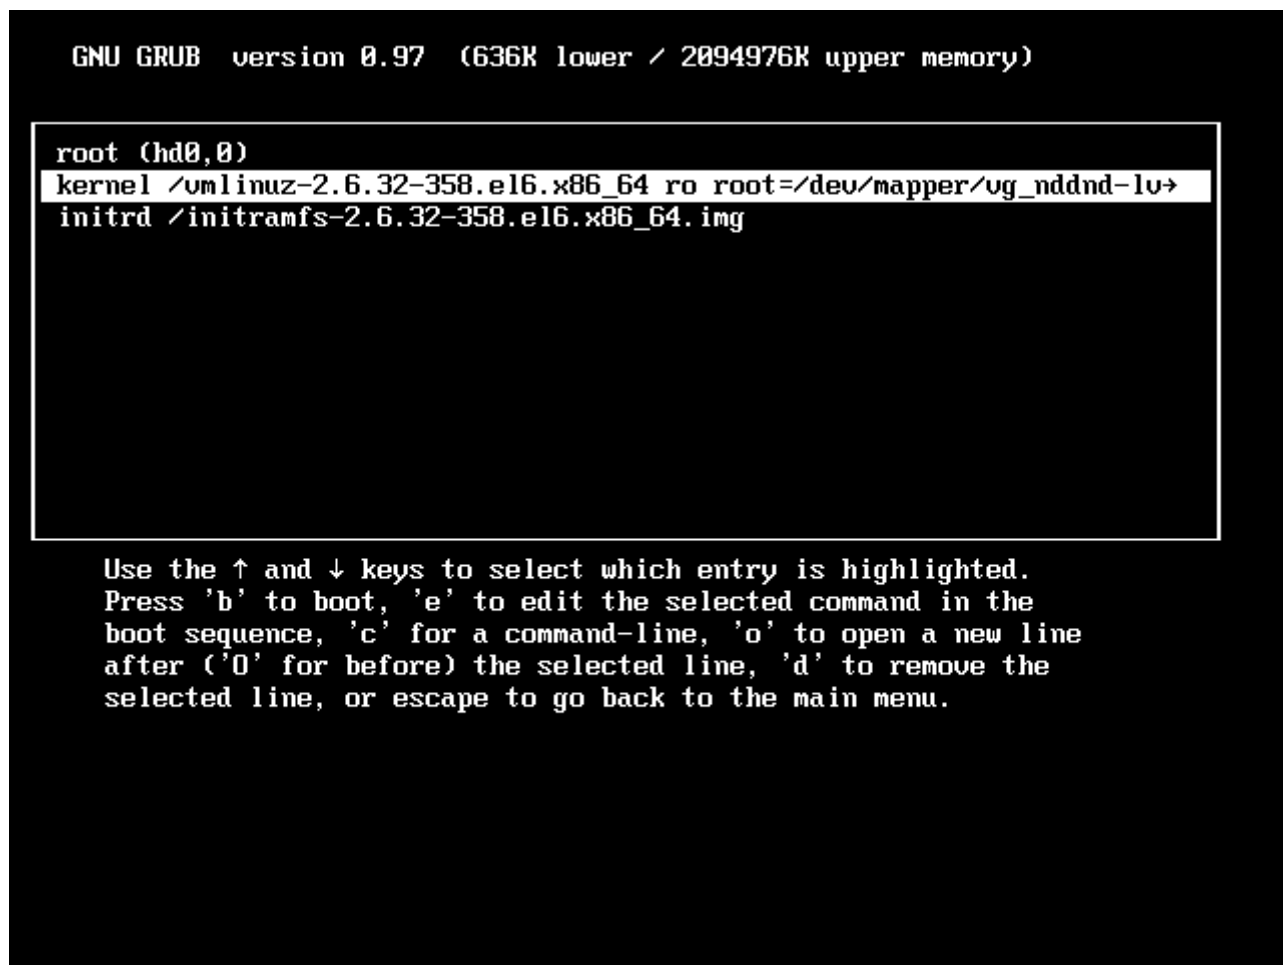 GNU GRUB version 0.97 (636K lower / 2094976K upper memory)
root (hd0,0)
kernel /vmlinuz-2.6.32-358.el6.x86_64 ro root=/dev/mapper/vg_nddnd-lv→
initrd /initramfs-2.6.32-358.el6.x86_64.img
Use the ↑ and ↓ keys to select which entry is highlighted.
Press 'b' to boot, 'e' to edit the selected command in the
boot sequence, 'c' for a command-line, 'o' to open a new line
after ('O' for before) the selected line, 'd' to remove the
selected line, or escape to go back to the main menu.